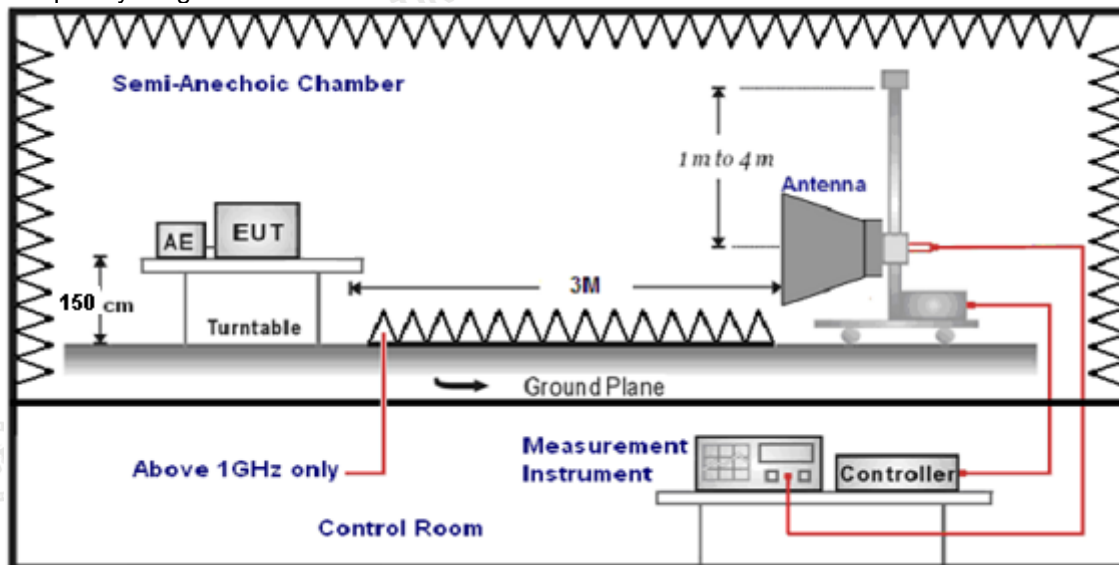 Semi-Anechoic Chamber
1 m to 4 m
Antenna
AE
EUT
150 cm
3M
Turntable
Ground Plane
Above 1GHz only
Measurement
Instrument
Controller
Control Room